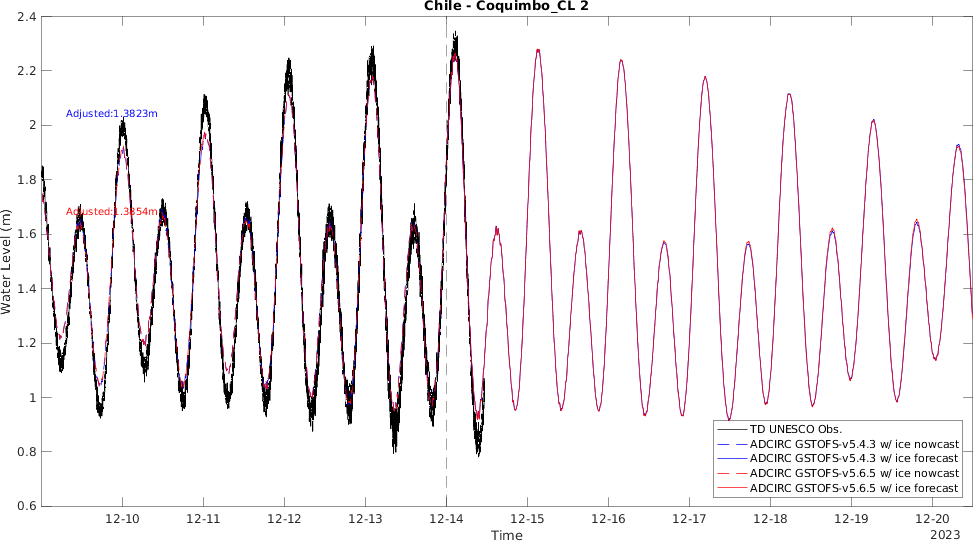 Chile - Coquimbo_CL 2
2.4
2.2
2
1.8
1.6
1.4
1.2
1
0.8
0.6
Water Level (m)
Adjusted:1.3823m
Adjusted:1.3854m
TD UNESCO Obs.
ADCIRC GSTOFS-v5.4.3 w/ ice nowcast
ADCIRC GSTOFS-v5.4.3 w/ ice forecast
ADCIRC GSTOFS-v5.6.5 w/ ice nowcast
ADCIRC GSTOFS-v5.6.5 w/ ice forecast
12-10 12-11 12-12 12-13 12-14 12-15 12-16 12-17 12-18 12-19 12-20
2023
Time